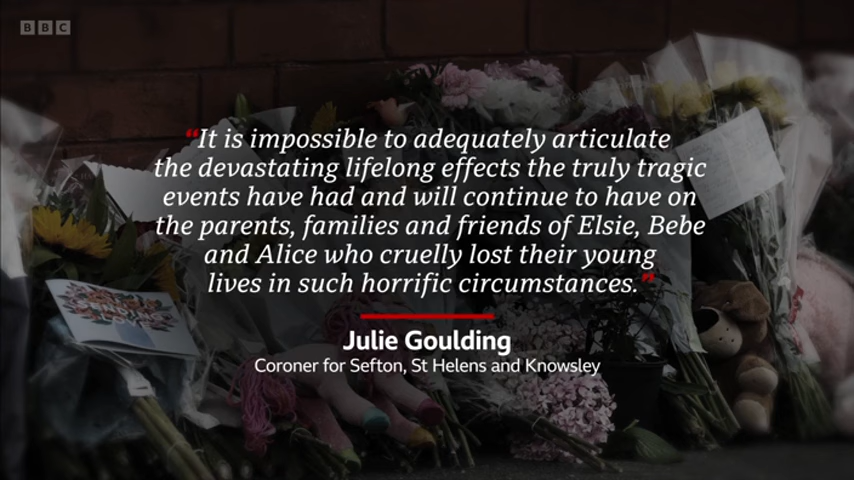 BBC
“It is impossible to adequately articulate
the devastating lifelong effects the truly tragic
events have had and will continue to have on
the parents, families and friends of Elsie, Bebe
and Alice who cruelly lost their young
lives in such horrific circumstances.”
Julie Goulding
Coroner for Sefton, St Helens and Knowsley